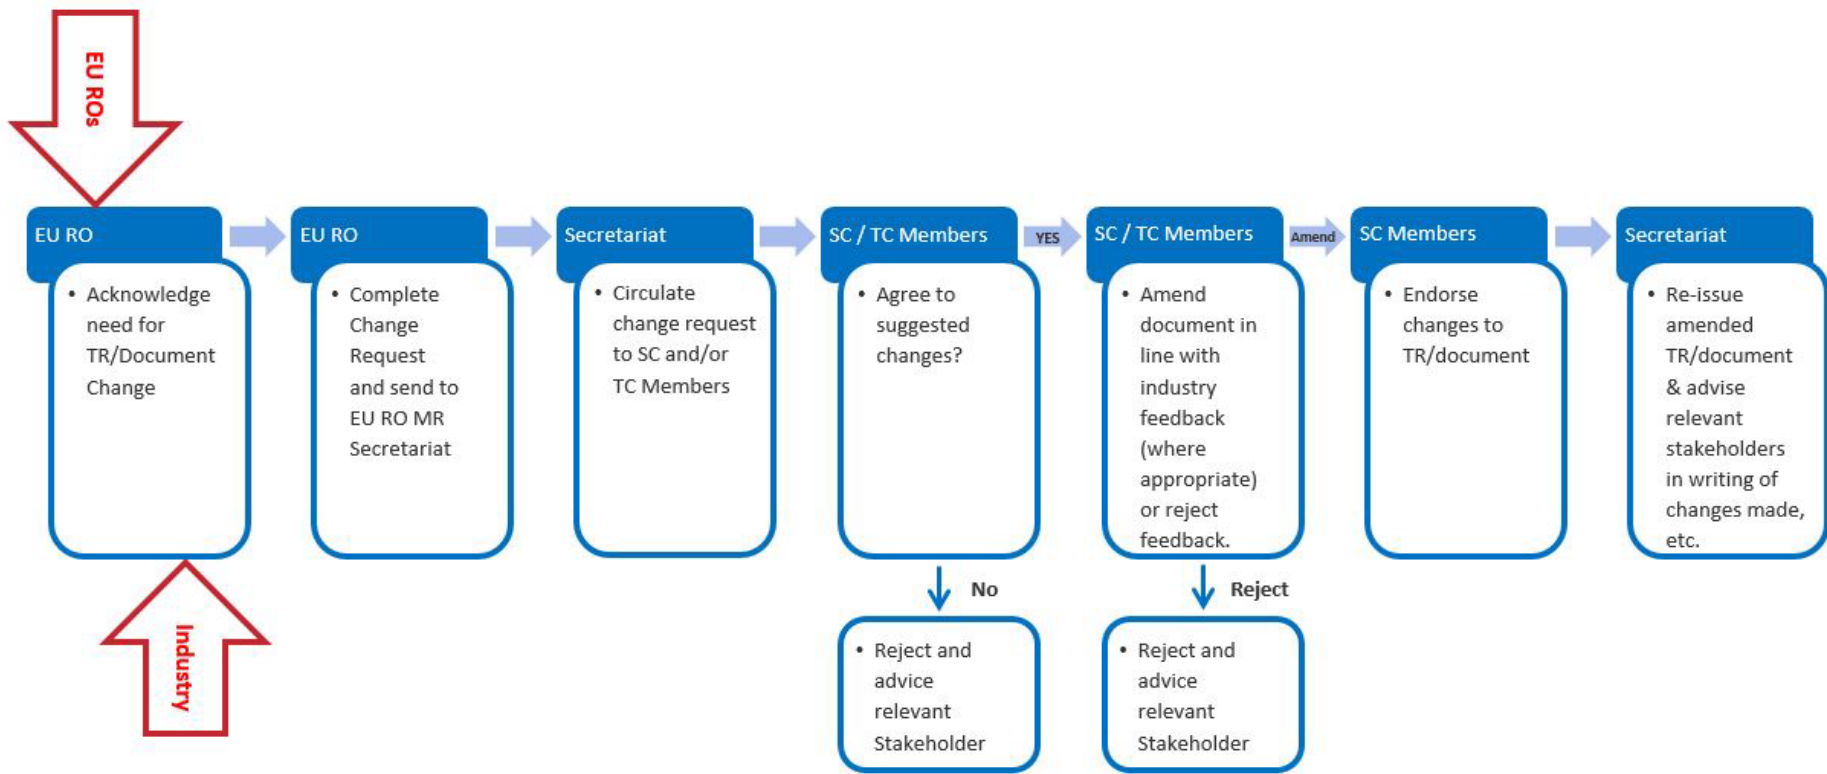 EU ROs
EU RO
• Acknowledge
need for
TR/Document
Change
Industry
EU RO
• Complete
Change
Request
and send to
EU RO MR
Secretariat
Secretariat
• Circulate
change request
to SC and/or
TC Members
SC / TC Members
• Agree to
suggested
changes?
YES
No
• Reject and
advice
relevant
Stakeholder
SC / TC Members
• Amend
document in
line with
industry
feedback
(where
appropriate)
or reject
feedback.
Amend
Reject
• Reject and
advice
relevant
Stakeholder
SC Members
• Endorse
changes to
TR/document
Secretariat
• Re-issue
amended
TR/document
& advise
relevant
stakeholders
in writing of
changes made,
etc.